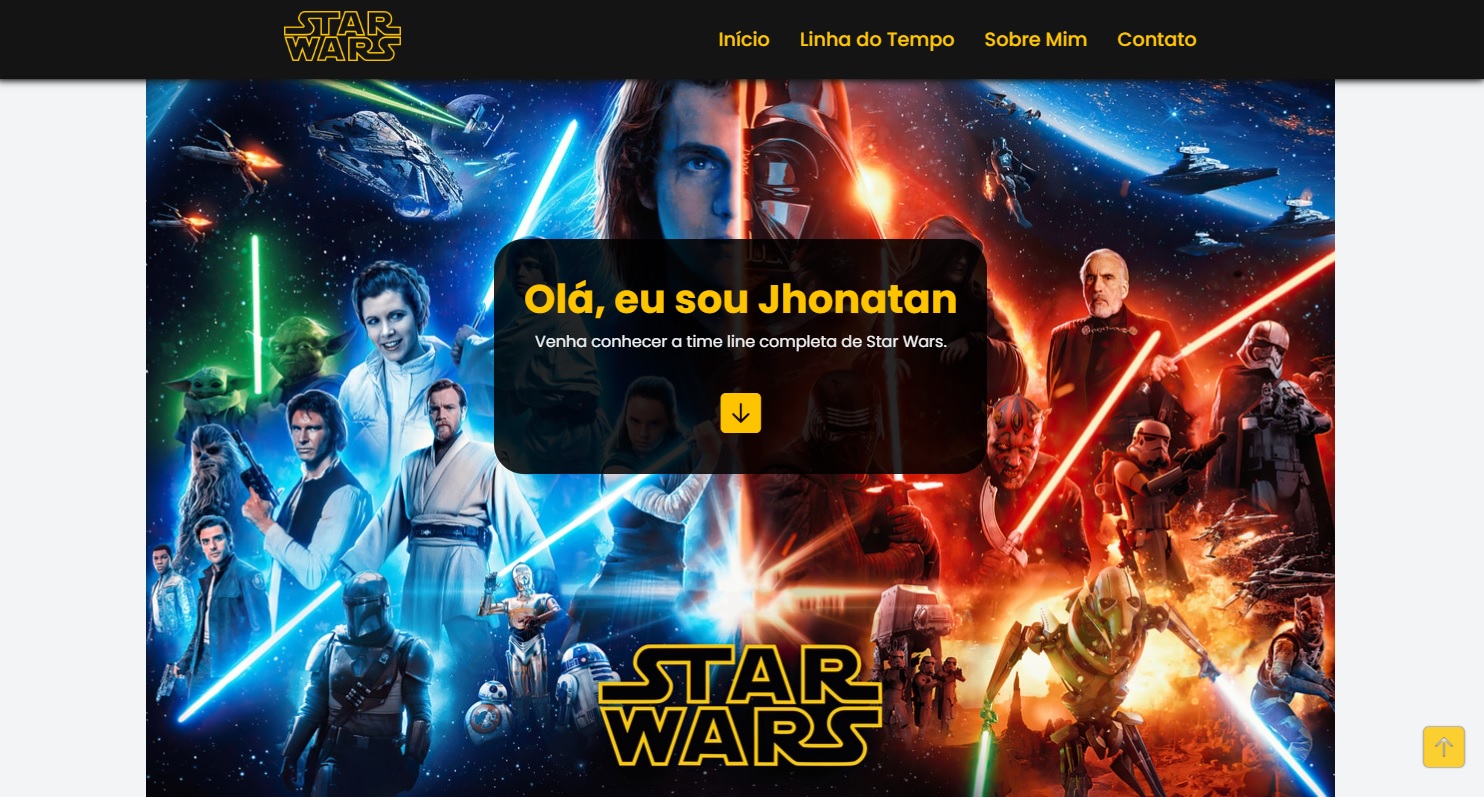 STAR
WARS
Início Linha do Tempo Sobre Mim Contato
Olá, eu sou Jhonatan
Venha conhecer a time line completa de Star Wars.
STAR
WARS